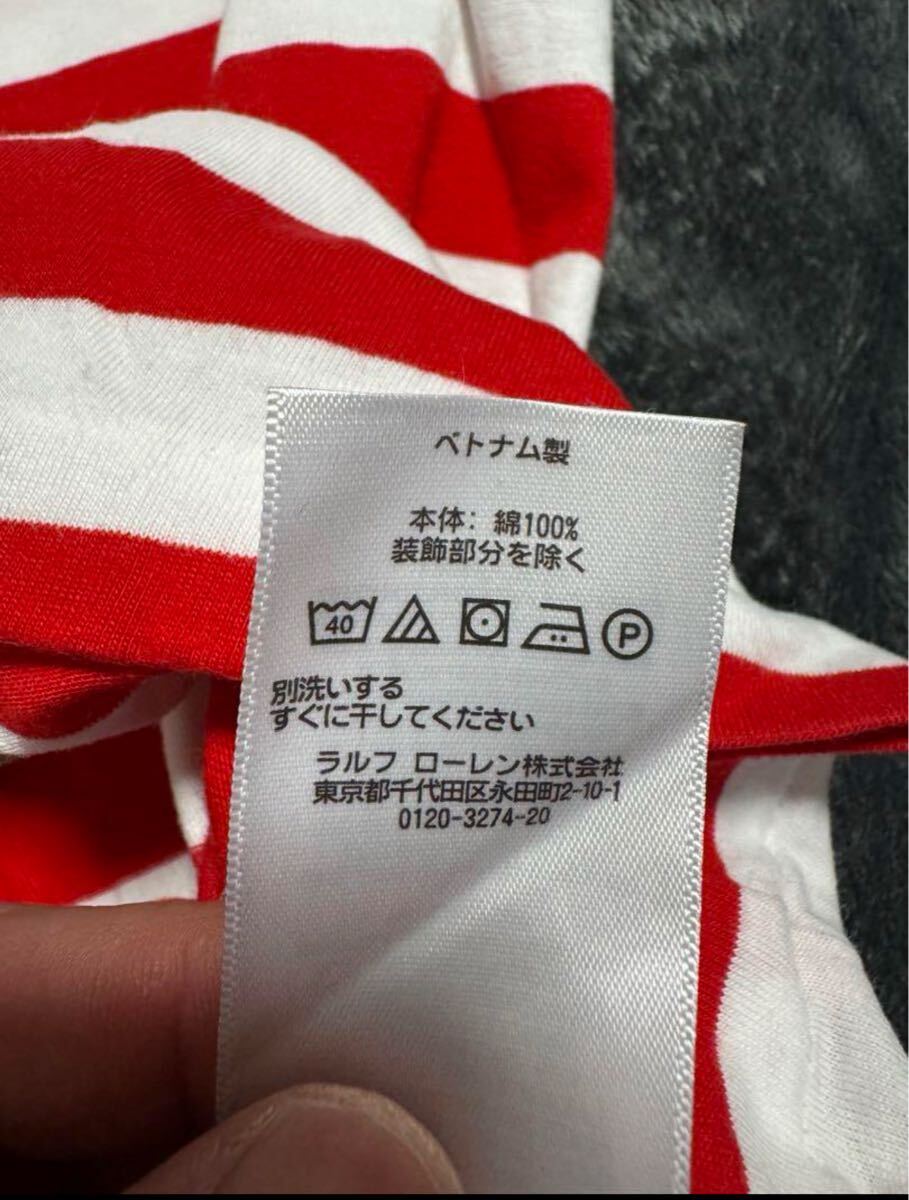 ベトナム製
本体: 綿100%
装飾部分を除く
40 P
別洗いする
すぐに干してください
ラルフ ローレン株式会社
東京都千代田区永田町2-10-1
0120-3274-20